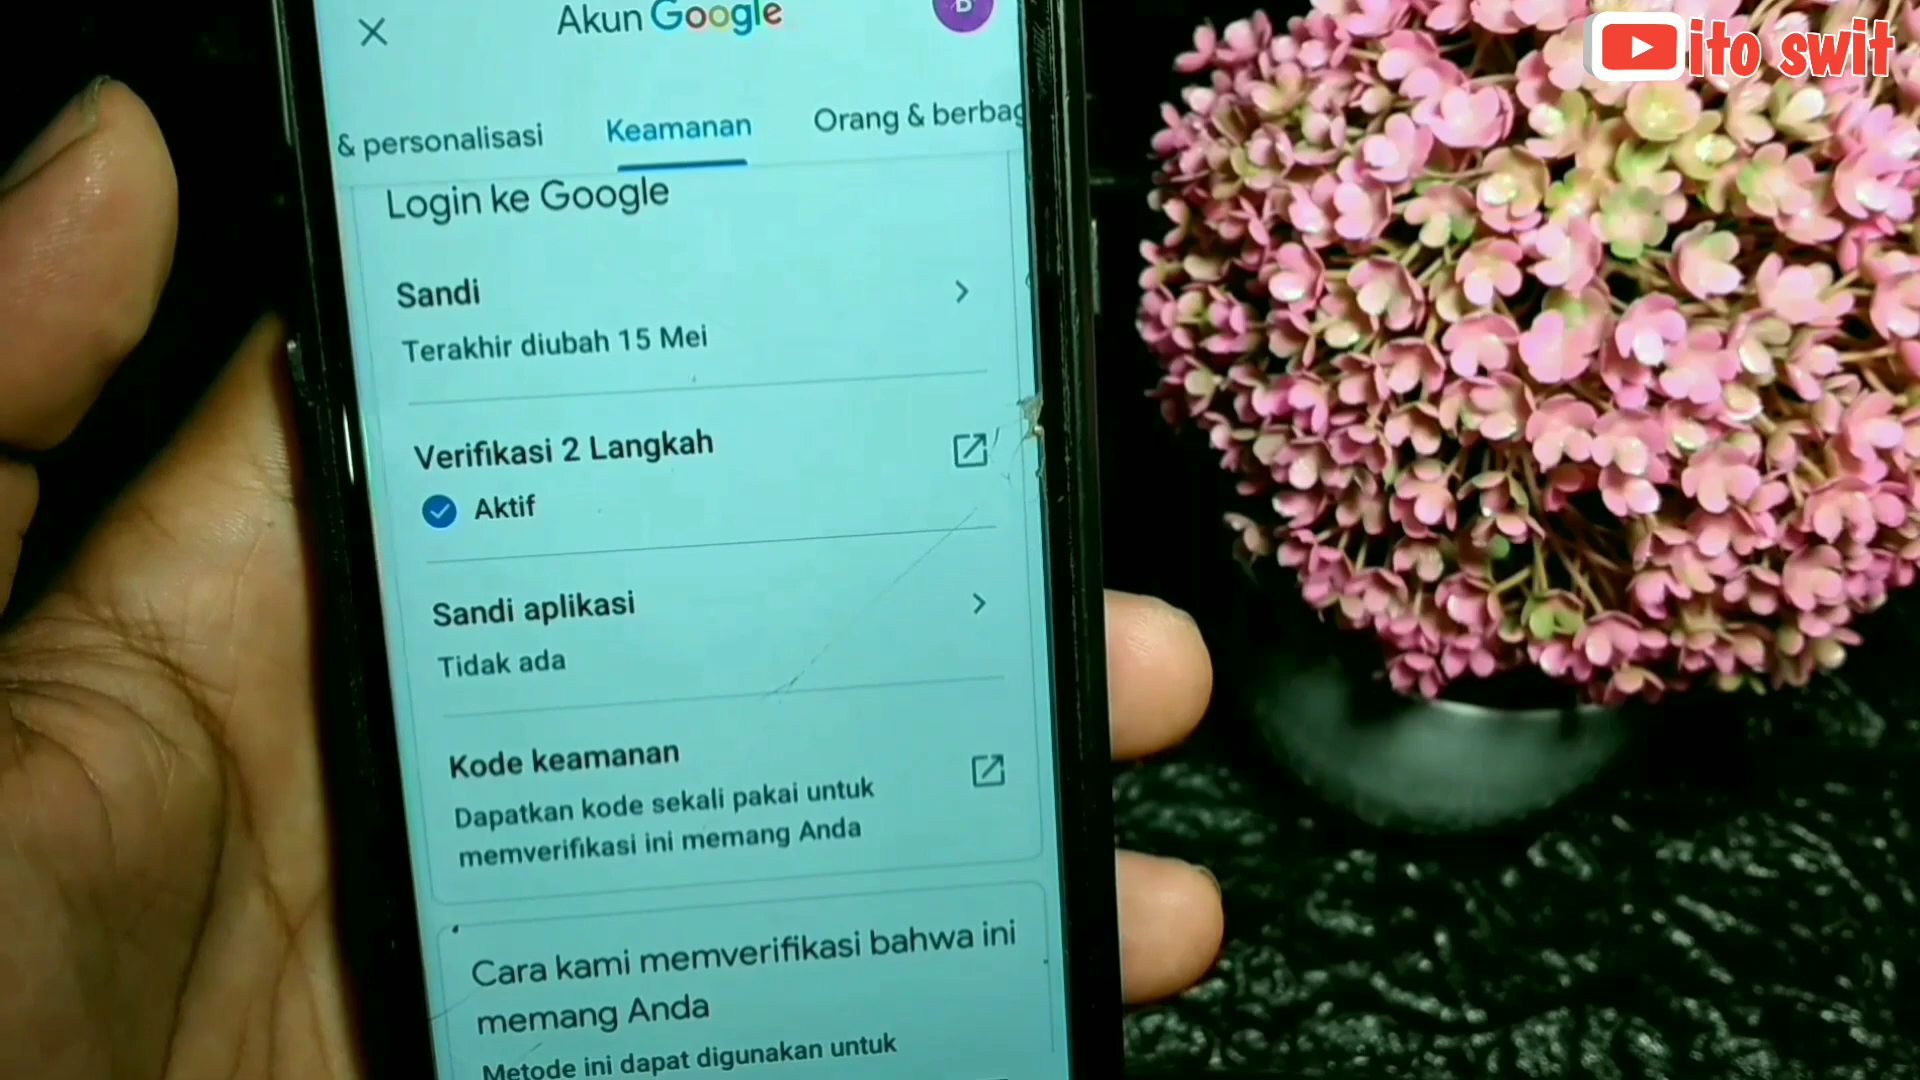 Akun Google
B
ito swit
& personalisasi
Keamanan
Orang & berbag
Login ke Google
Sandi
Terakhir diubah 15 Mei
Verifikasi 2 Langkah
Aktif
Sandi aplikasi
Tidak ada
Kode keamanan
Dapatkan kode sekali pakai untuk
memverifikasi ini memang Anda
Cara kami memverifikasi bahwa ini
memang Anda
Metode ini dapat digunakan untuk